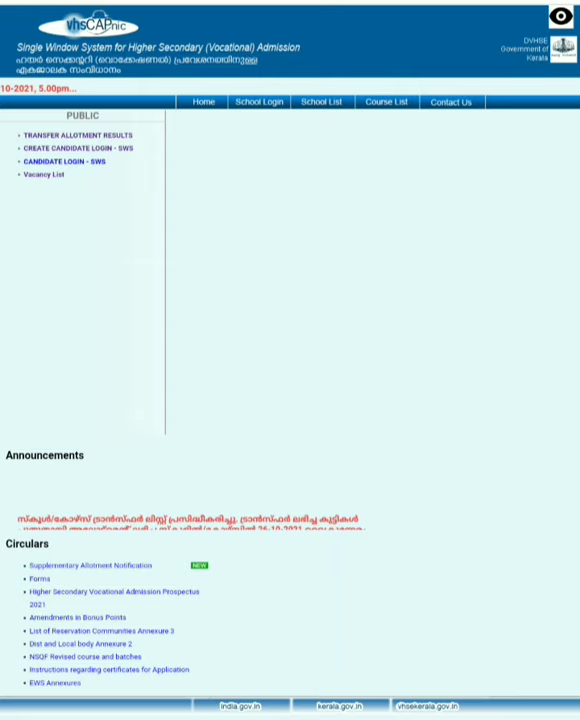 vhsCAPnic
Single Window System for Higher Secondary (Vocational) Admission
ഹയർ സെക്കന്ററി (വൊക്കേഷണൽ) പ്രവേശനത്തിനുള്ള
ഏകജാലക സംവിധാനം
DVHSE
Government of
Kerala
10-2021, 5.00pm...
Home School Login School List Course List Contact Us
PUBLIC
• TRANSFER ALLOTMENT RESULTS
• CREATE CANDIDATE LOGIN - SWS
• CANDIDATE LOGIN - SWS
• Vacancy List
Announcements
സ്കൂൾ/കോഴ്സ് ട്രാൻസ്ഫർ ലിസ്റ്റ് പ്രസിദ്ധീകരിച്ചു. ട്രാൻസ്ഫർ ലഭിച്ച കുട്ടികൾ
26-10-2021
Circulars
• Supplementary Allotment Notification NEW
• Forms
• Higher Secondary Vocational Admission Prospectus
2021
• Amendments in Bonus Points
• List of Reservation Communities Annexure 3
• Dist and Local body Annexure 2
• NSQF Revised course and batches
• Instructions regarding certificates for Application
• EWS Annexures
india.gov.in kerala.gov.in vhsekerala.gov.in